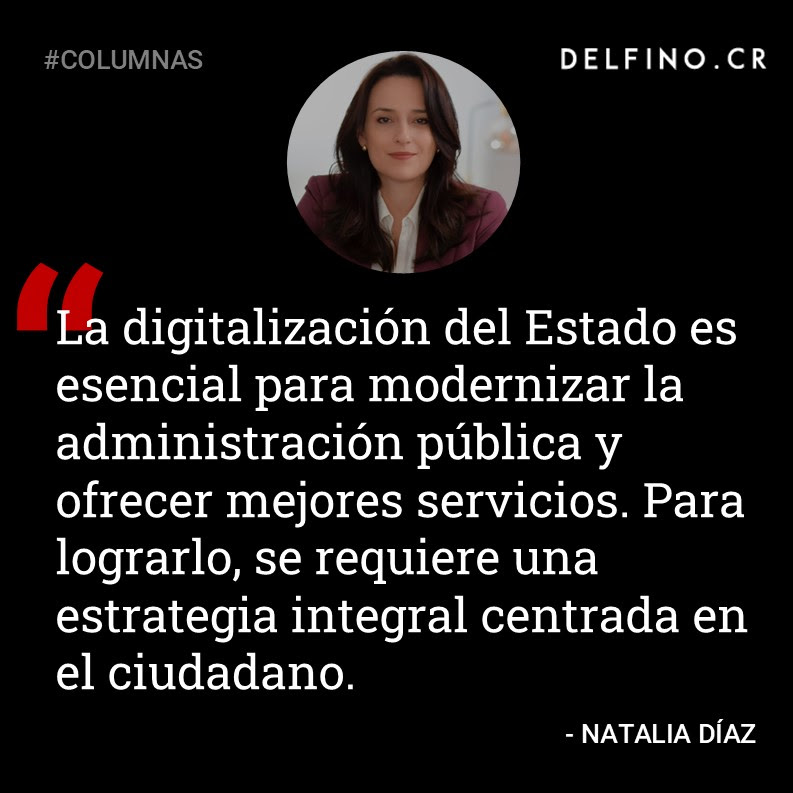 #COLUMNAS
DELFINO.CR
“
La digitalización del Estado es
esencial para modernizar la
administración pública y
ofrecer mejores servicios. Para
lograrlo, se requiere una
estrategia integral centrada en
el ciudadano.
- NATALIA DÍAZ